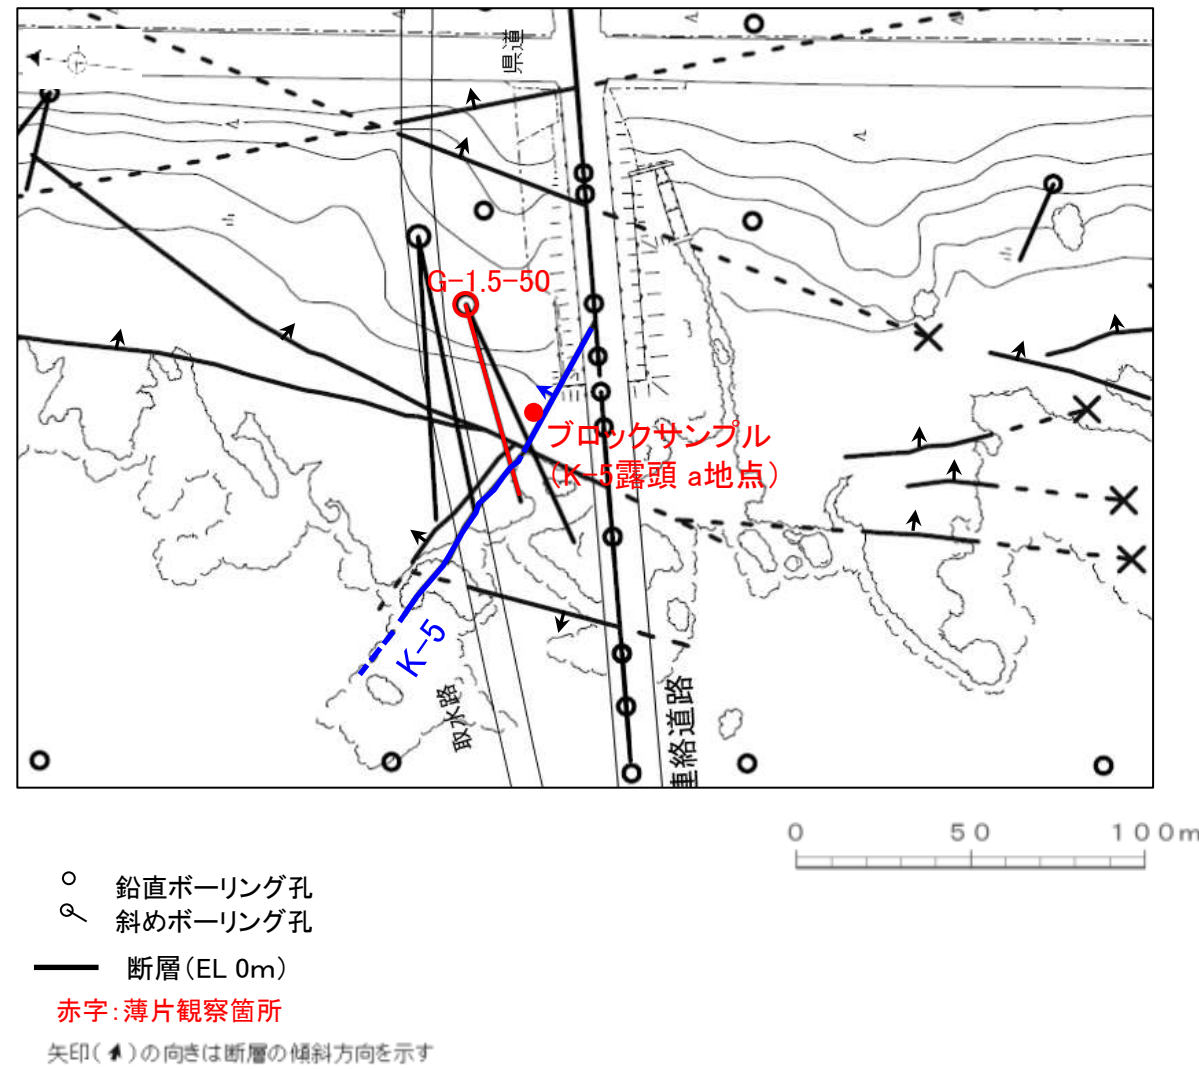 県道
G-1.5-50
ブロックサンプル
(K-5露頭 a地点)
K-5
取水路
連絡道路
0 50 100m
鉛直ボーリング孔
斜めボーリング孔
断層(EL 0m)
赤字:薄片観察箇所
矢印( )の向きは断層の傾斜方向を示す